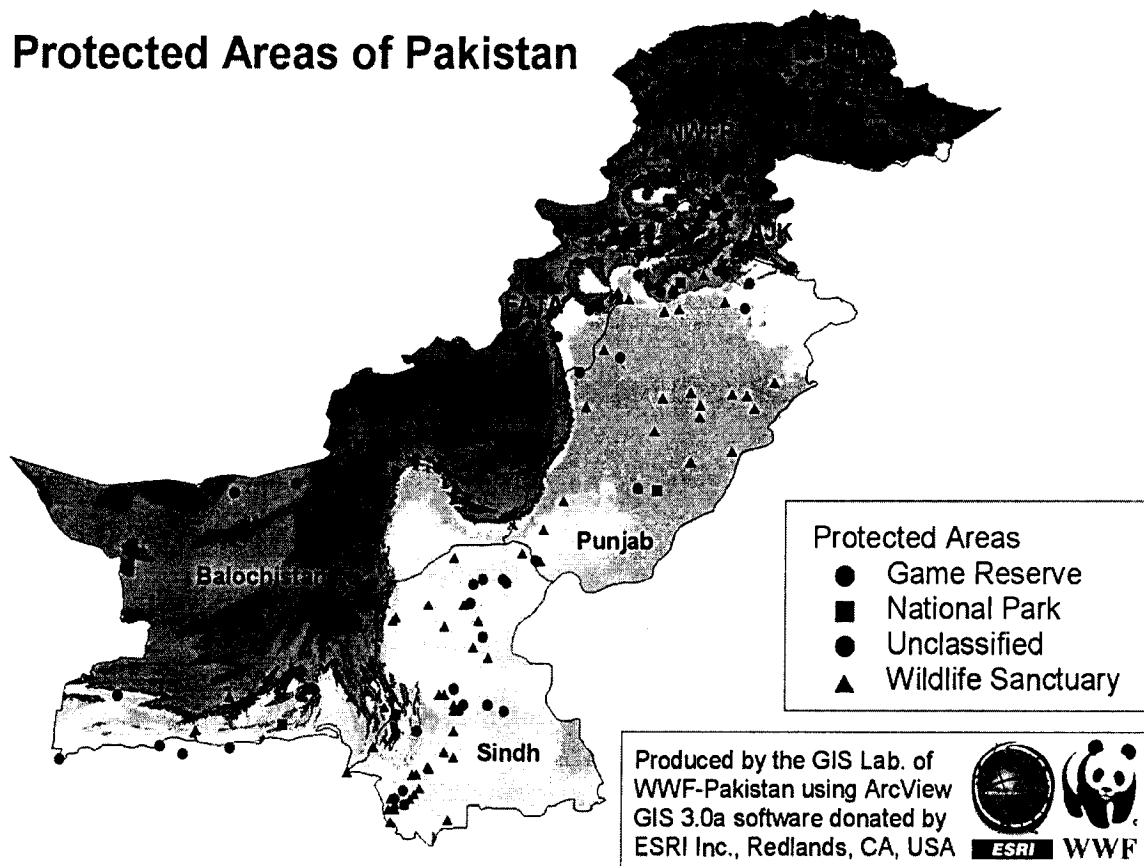 Protected Areas of Pakistan
NWFP
AJK
FATA
Punjab
Balochistan
Sindh
Protected Areas
Game Reserve
National Park
Unclassified
Wildlife Sanctuary
Produced by the GIS Lab. of
WWF-Pakistan using ArcView
GIS 3.0a software donated by
ESRI Inc., Redlands, CA, USA
ESRI
WWF